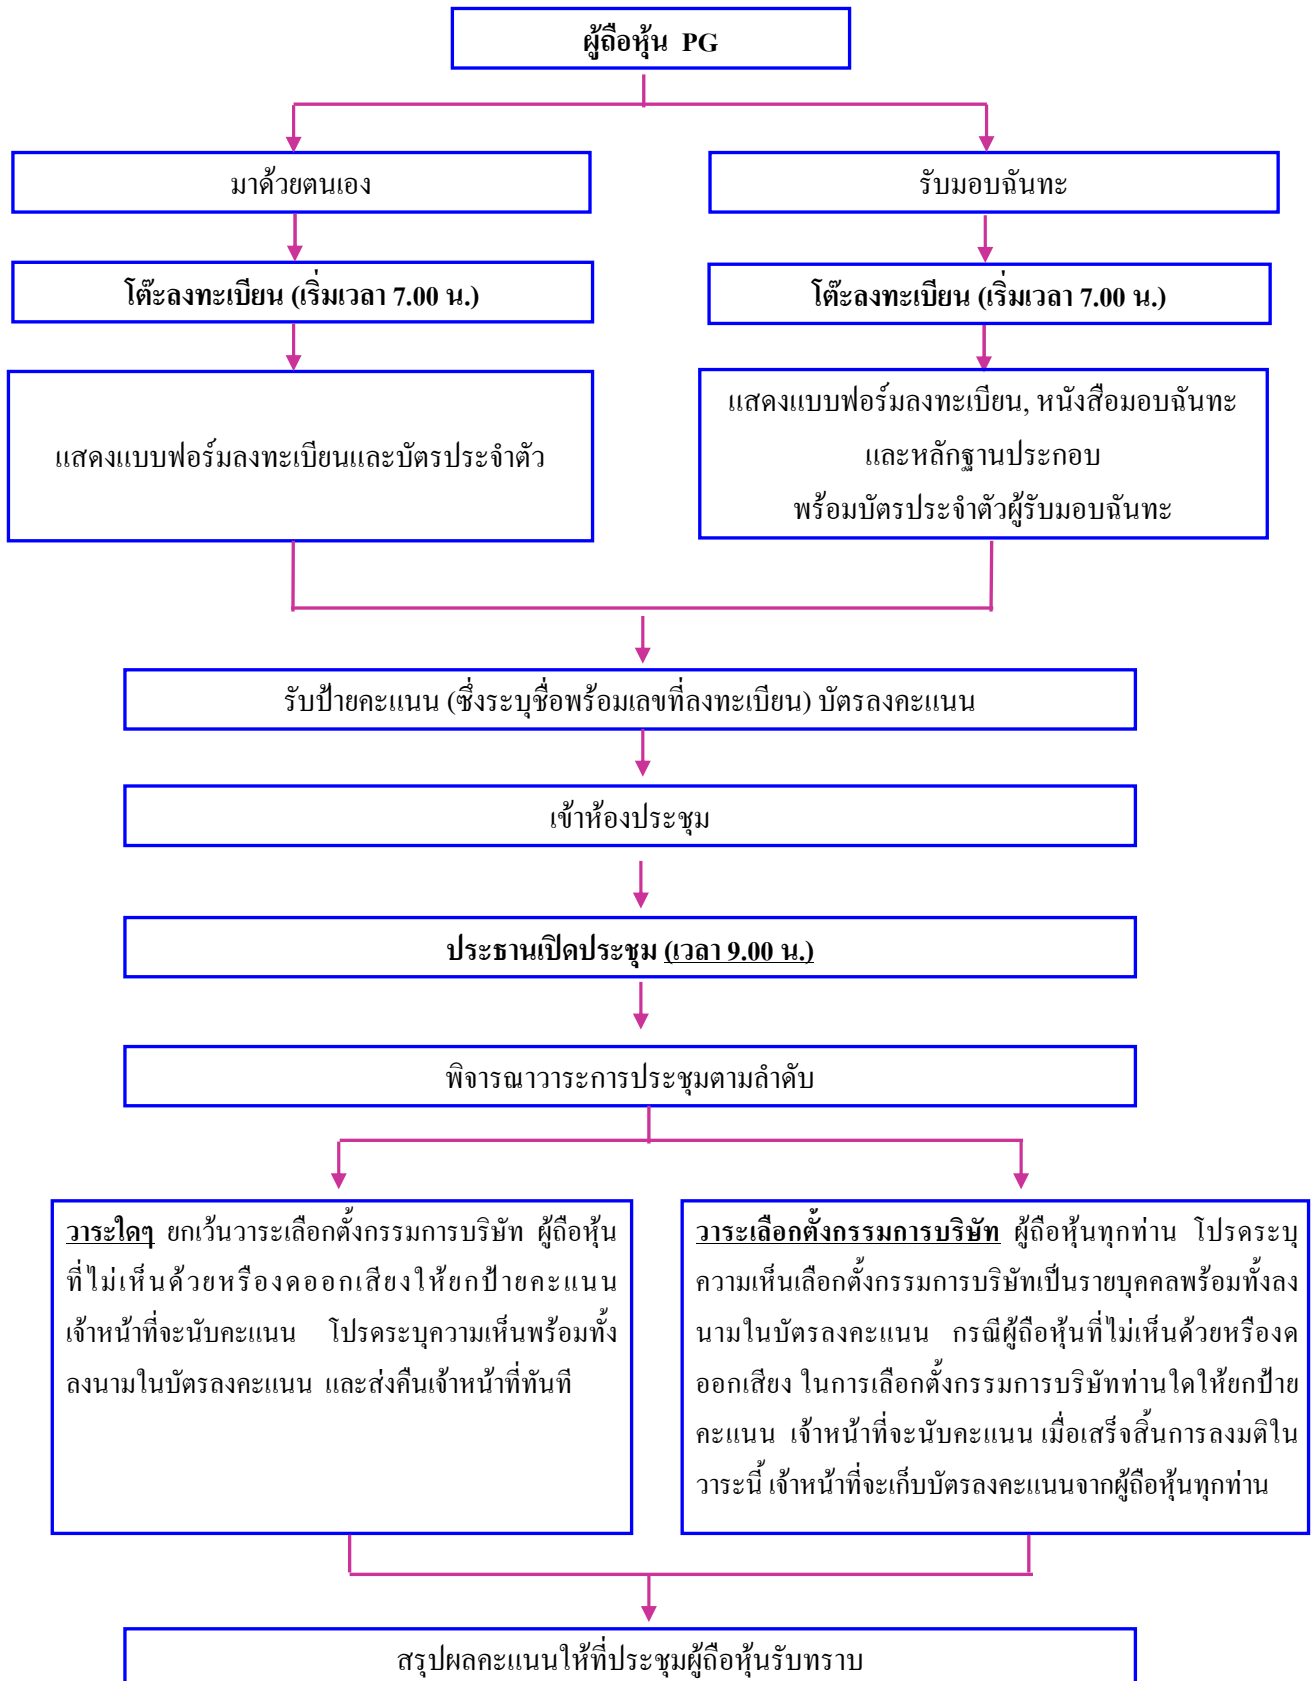 ผู้ถือหุ้น PG
มาด้วยตนเอง
รับมอบฉันทะ
โต๊ะลงทะเบียน (เริ่มเวลา 7.00 น.)
โต๊ะลงทะเบียน (เริ่มเวลา 7.00 น.)
แสดงแบบฟอร์มลงทะเบียนและบัตรประจำตัว
แสดงแบบฟอร์มลงทะเบียน, หนังสือมอบฉันทะ
และหลักฐานประกอบ
พร้อมบัตรประจำตัวผู้รับมอบฉันทะ
รับป้ายคะแนน (ซึ่งระบุชื่อพร้อมเลขที่ลงทะเบียน) บัตรลงคะแนน
เข้าห้องประชุม
ประธานเปิดประชุม (เวลา 9.00 น.)
พิจารณาวาระการประชุมตามลำดับ
วาระใดๆ ยกเว้นวาระเลือกตั้งกรรมการบริษัท ผู้ถือหุ้น
ที่ไม่เห็นด้วยหรืองดออกเสียงให้ยกป้ายคะแนน
เจ้าหน้าที่จะนับคะแนน โปรดระบุความเห็นพร้อมทั้ง
ลงนามในบัตรลงคะแนน และส่งคืนเจ้าหน้าที่ทันที
วาระเลือกตั้งกรรมการบริษัท ผู้ถือหุ้นทุกท่าน โปรดระบุ
ความเห็นเลือกตั้งกรรมการบริษัทเป็นรายบุคคลพร้อมทั้งลง
นามในบัตรลงคะแนน กรณีผู้ถือหุ้นที่ไม่เห็นด้วยหรืองด
ออกเสียง ในการเลือกตั้งกรรมการบริษัทท่านใดให้ยกป้าย
คะแนน เจ้าหน้าที่จะนับคะแนน เมื่อเสร็จสิ้นการลงมติใน
วาระนี้ เจ้าหน้าที่จะเก็บบัตรลงคะแนนจากผู้ถือหุ้นทุกท่าน
สรุปผลคะแนนให้ที่ประชุมผู้ถือหุ้นรับทราบ